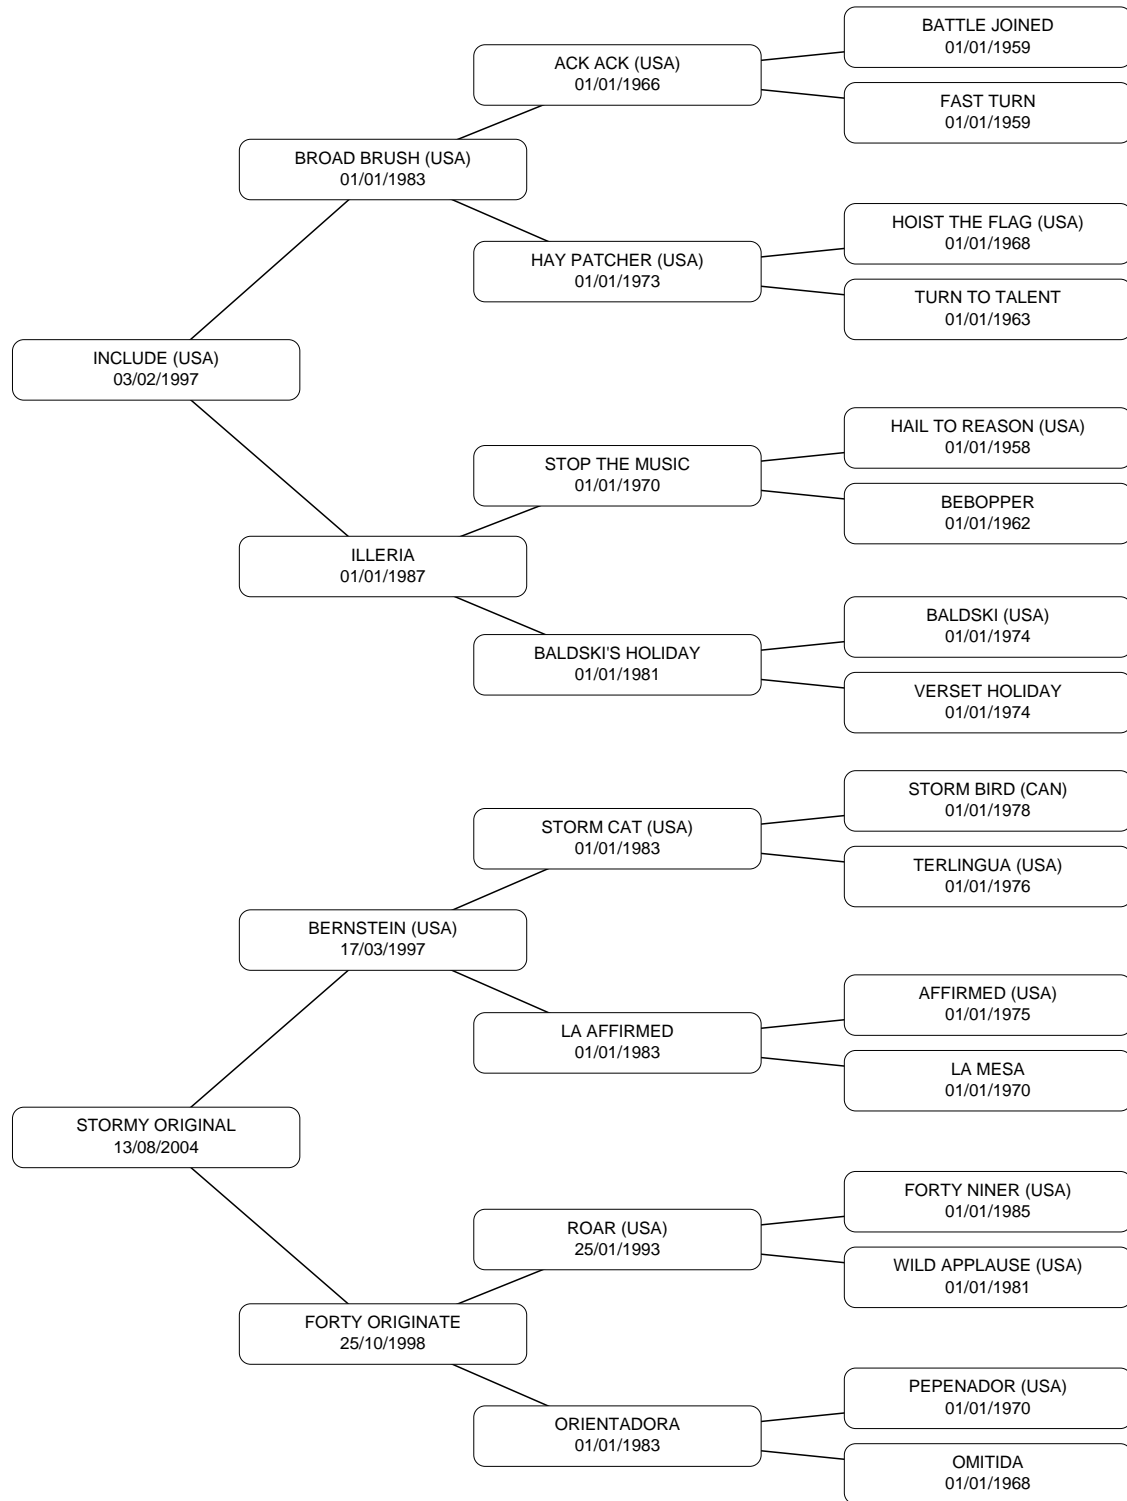 BATTLE JOINED
01/01/1959
ACK ACK (USA)
01/01/1966
FAST TURN
01/01/1959
BROAD BRUSH (USA)
01/01/1983
HOIST THE FLAG (USA)
01/01/1968
HAY PATCHER (USA)
01/01/1973
TURN TO TALENT
01/01/1963
INCLUDE (USA)
03/02/1997
HAIL TO REASON (USA)
01/01/1958
STOP THE MUSIC
01/01/1970
BEBOPPER
01/01/1962
ILLERIA
01/01/1987
BALDSKI (USA)
01/01/1974
BALDSKI'S HOLIDAY
01/01/1981
VERSET HOLIDAY
01/01/1974
STORM BIRD (CAN)
01/01/1978
STORM CAT (USA)
01/01/1983
TERLINGUA (USA)
01/01/1976
BERNSTEIN (USA)
17/03/1997
AFFIRMED (USA)
01/01/1975
LA AFFIRMED
01/01/1983
LA MESA
01/01/1970
STORMY ORIGINAL
13/08/2004
FORTY NINER (USA)
01/01/1985
ROAR (USA)
25/01/1993
WILD APPLAUSE (USA)
01/01/1981
FORTY ORIGINATE
25/10/1998
PEPENADOR (USA)
01/01/1970
ORIENTADORA
01/01/1983
OMITIDA
01/01/1968